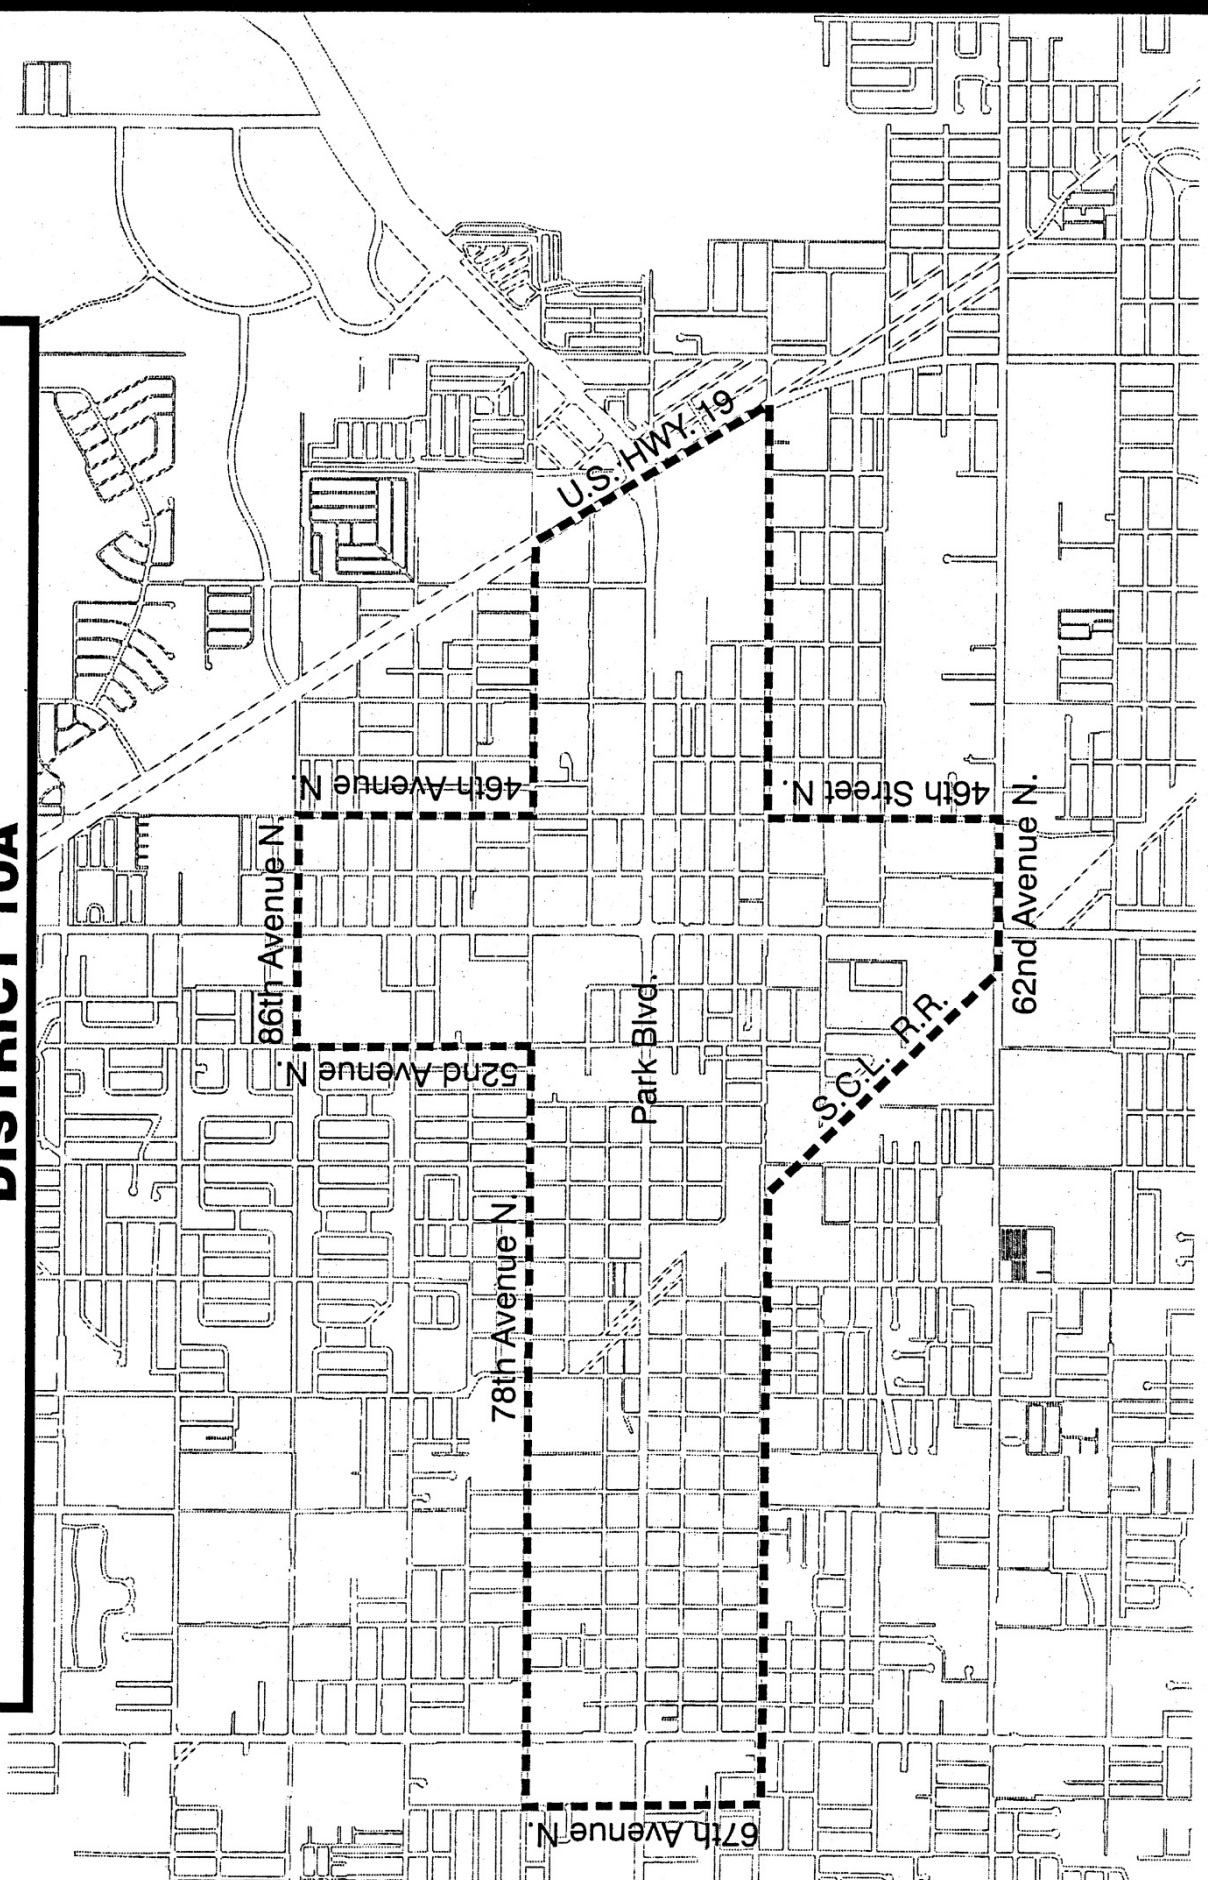 DISTRICT 10A
U.S. HWY. 19
46th Avenue N.
46th Street N.
86th Avenue N.
62nd Avenue N.
52nd Avenue N.
Park Blvd.
S.C.L. R.R.
78th Avenue N.
67th Avenue N.